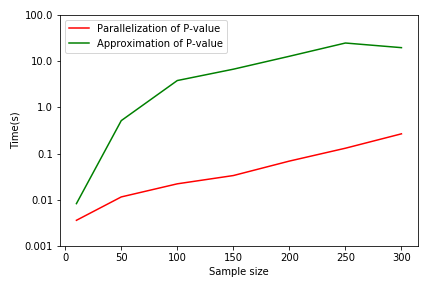 100.0
10.0
1.0
0.1
0.01
0.001
Time(s)
Parallelization of P-value
Approximation of P-value
0 50 100 150 200 250 300
Sample size